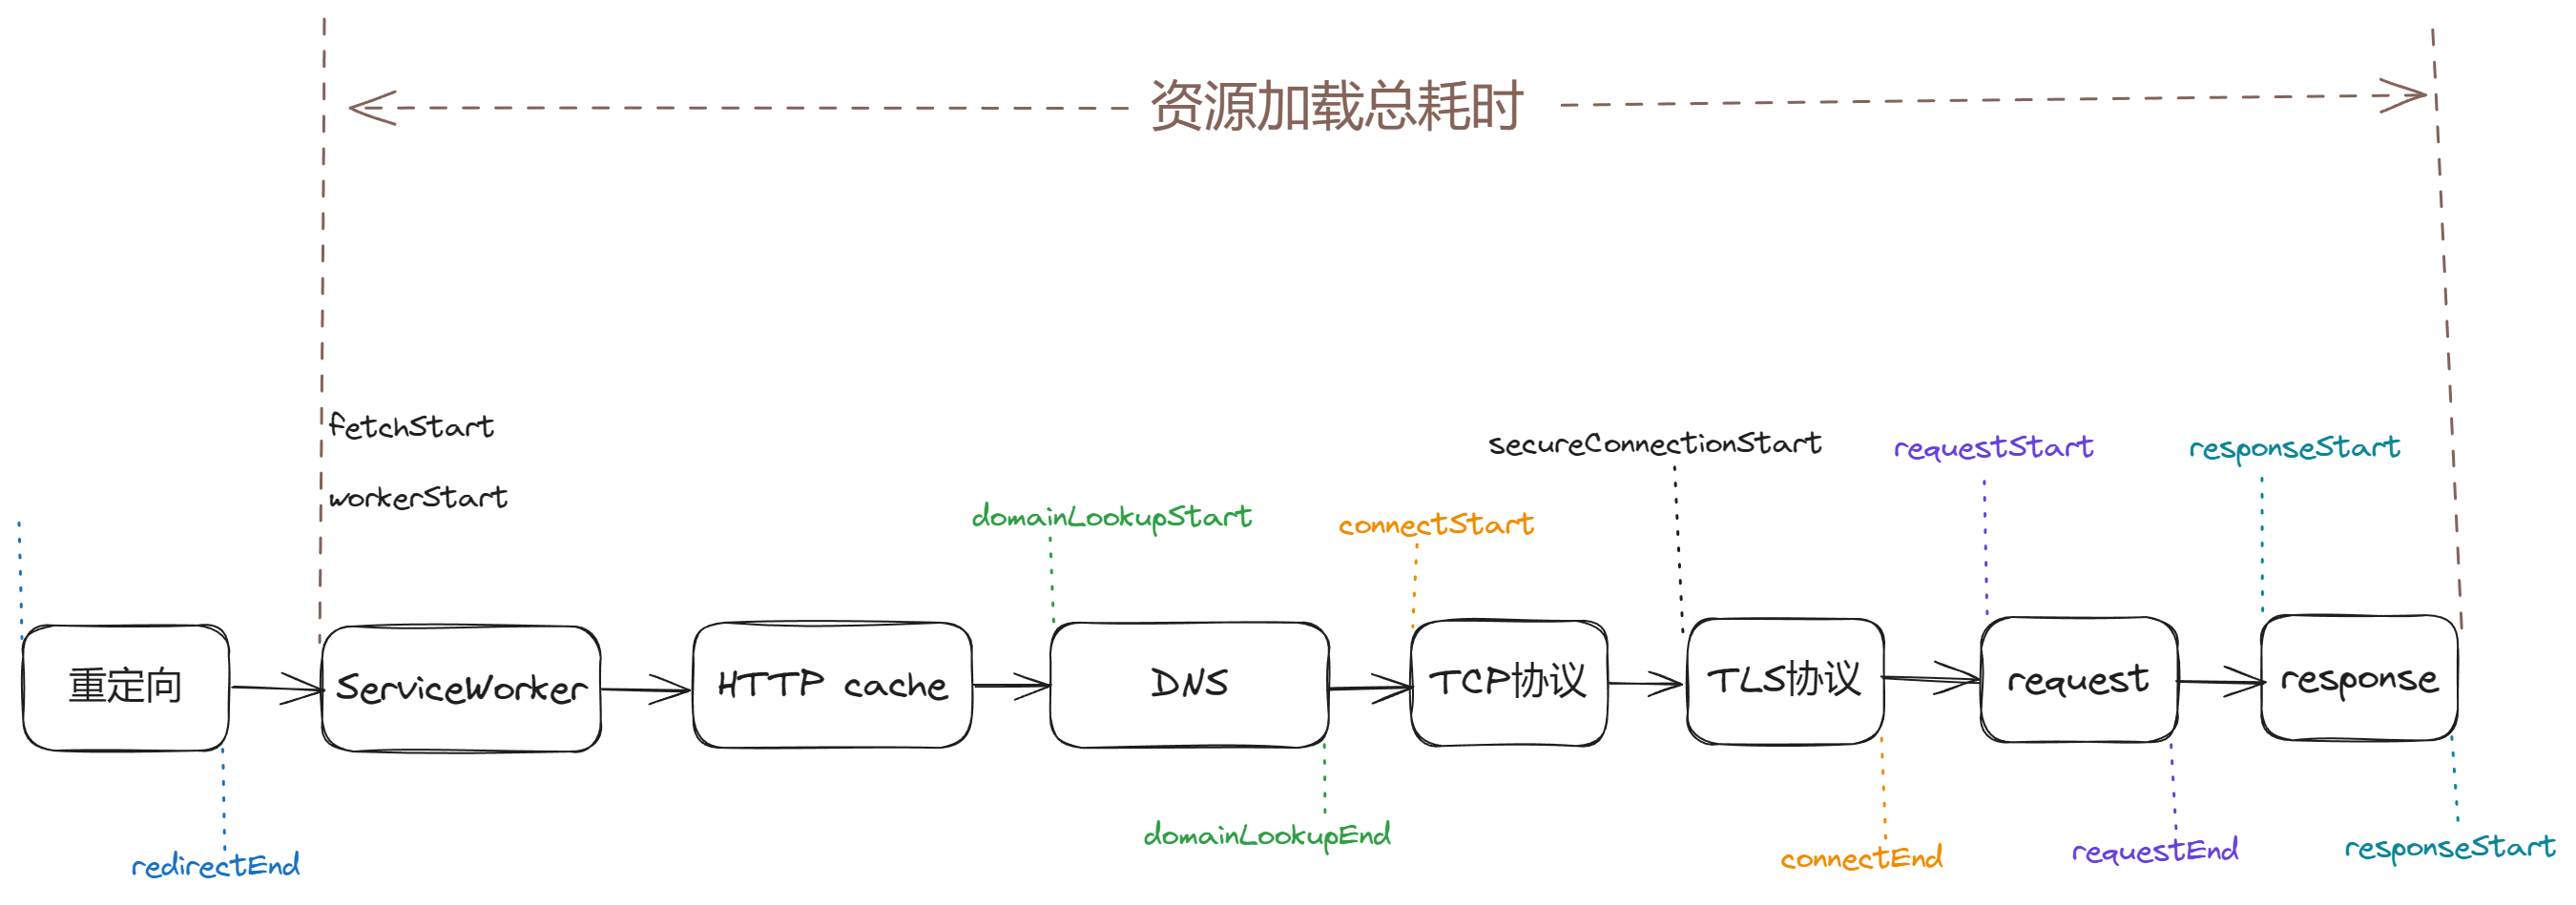 资源加载总耗时
fetchStart
workerStart
secureConnectionStart
requestStart
responseStart
domainLookupStart
connectStart
重定向
ServiceWorker
HTTP cache
DNS
TCP协议
TLS协议
request
response
redirectEnd
domainLookupEnd
connectEnd
requestEnd
responseStart